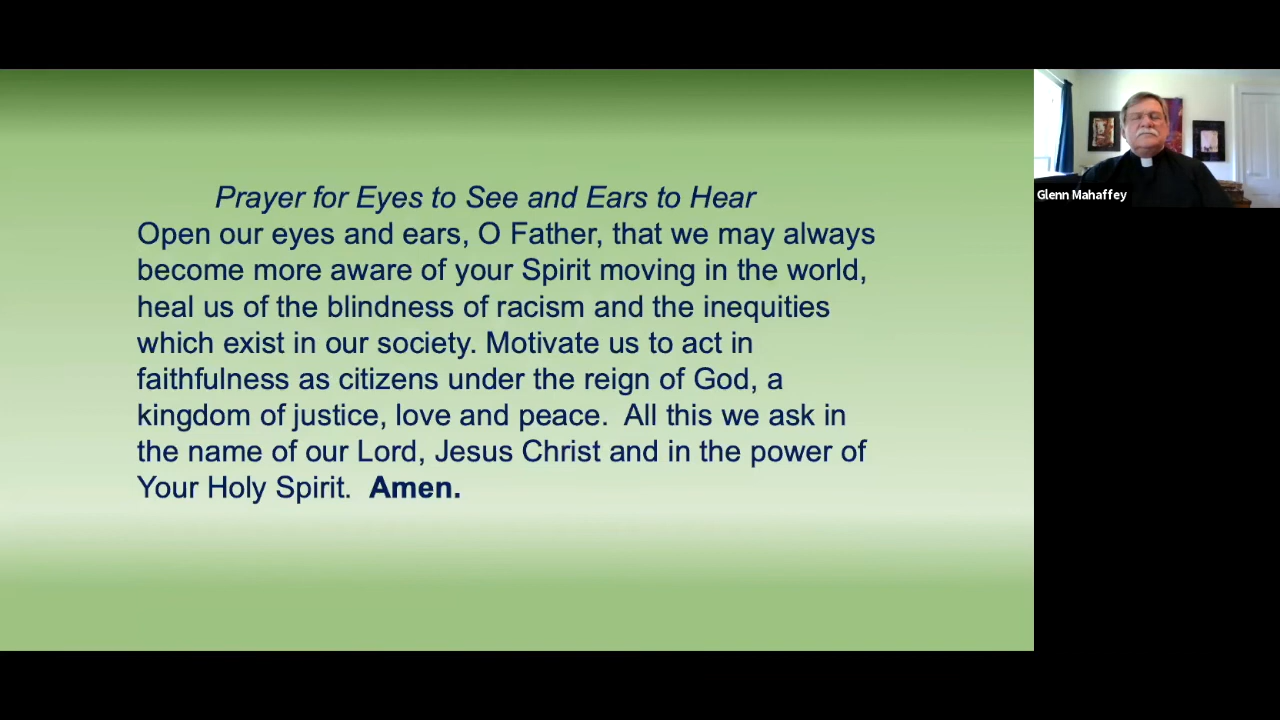 Prayer for Eyes to See and Ears to Hear
Open our eyes and ears, O Father, that we may always
become more aware of your Spirit moving in the world,
heal us of the blindness of racism and the inequities
which exist in our society. Motivate us to act in
faithfulness as citizens under the reign of God, a
kingdom of justice, love and peace.  All this we ask in
the name of our Lord, Jesus Christ and in the power of
Your Holy Spirit.  Amen.
Glenn Mahaffey